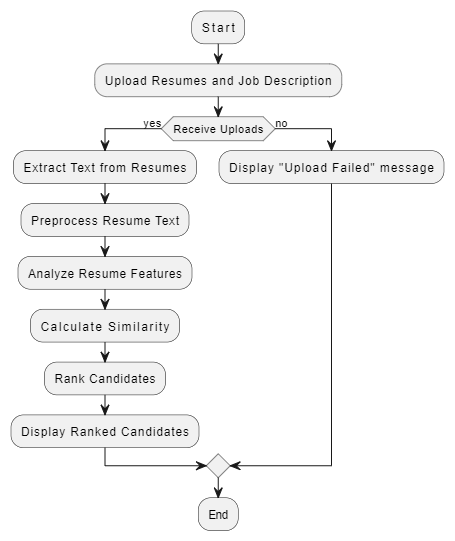 Start
Upload Resumes and Job Description
yes
Receive Uploads
no
Extract Text from Resumes
Display "Upload Failed" message
Preprocess Resume Text
Analyze Resume Features
Calculate Similarity
Rank Candidates
Display Ranked Candidates
End